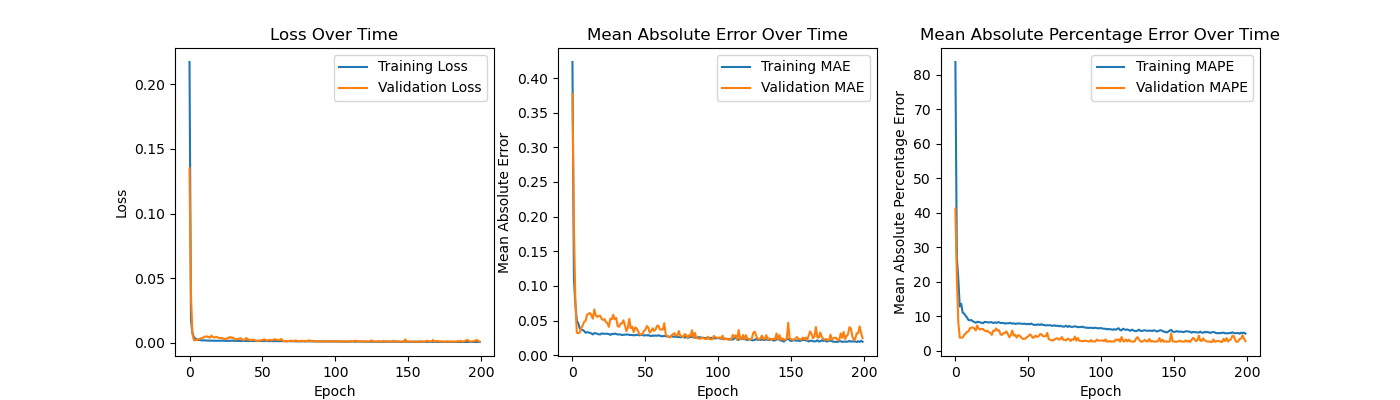 Loss Over Time
Training Loss
Validation Loss
0.20
0.15
0.10
0.05
0.00
Loss
0
50
100
150
200
Epoch
Mean Absolute Error Over Time
Training MAE
Validation MAE
0.40
0.35
0.30
0.25
0.20
0.15
0.10
0.05
0.00
Mean Absolute Error
0
50
100
150
200
Epoch
Mean Absolute Percentage Error Over Time
Training MAPE
Validation MAPE
80
70
60
50
40
30
20
10
0
Mean Absolute Percentage Error
0
50
100
150
200
Epoch